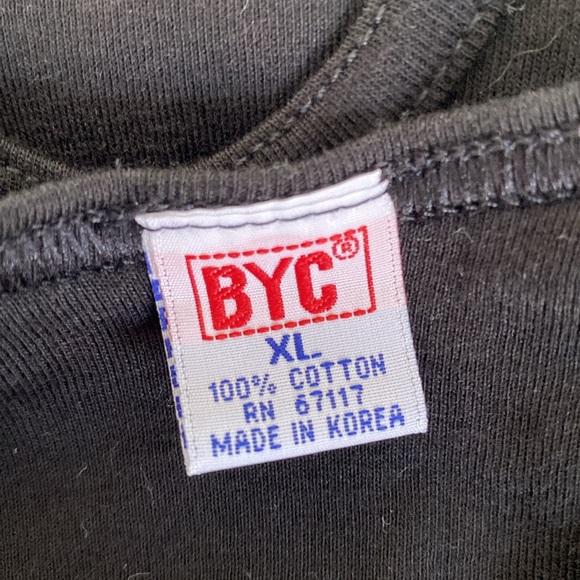 BYC®
XL
100% COTTON
RN 67117
MADE IN KOREA